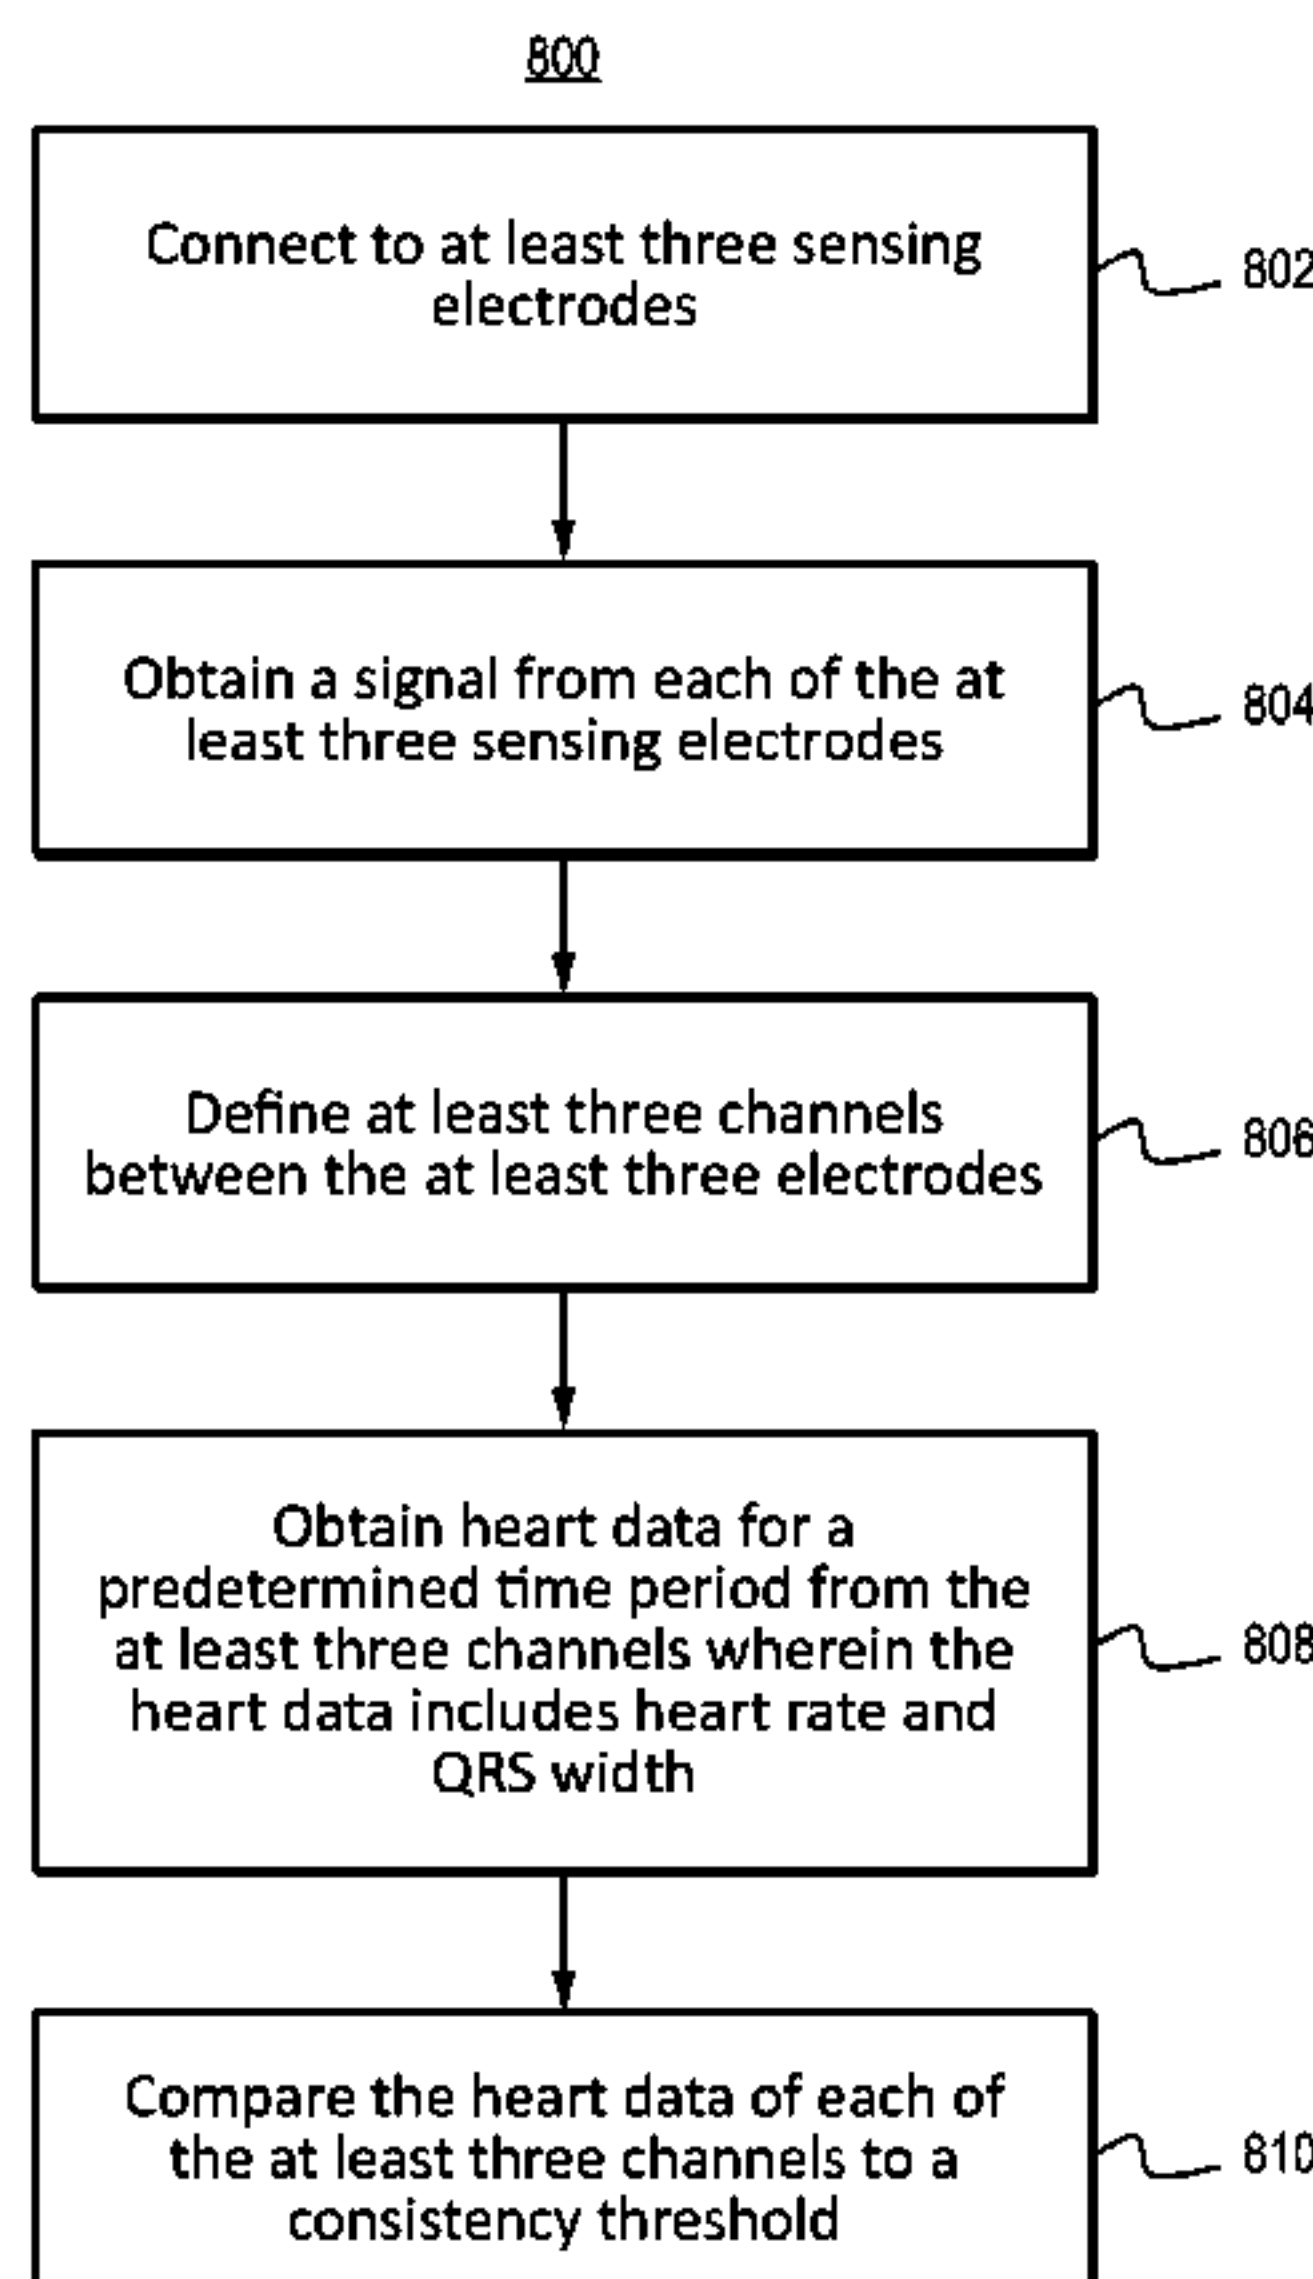 800
Connect to at least three sensing
electrodes
802
Obtain a signal from each of the at
least three sensing electrodes
804
Define at least three channels
between the at least three electrodes
806
Obtain heart data for a
predetermined time period from the
at least three channels wherein the
heart data includes heart rate and
QRS width
808
Compare the heart data of each of
the at least three channels to a
consistency threshold
810